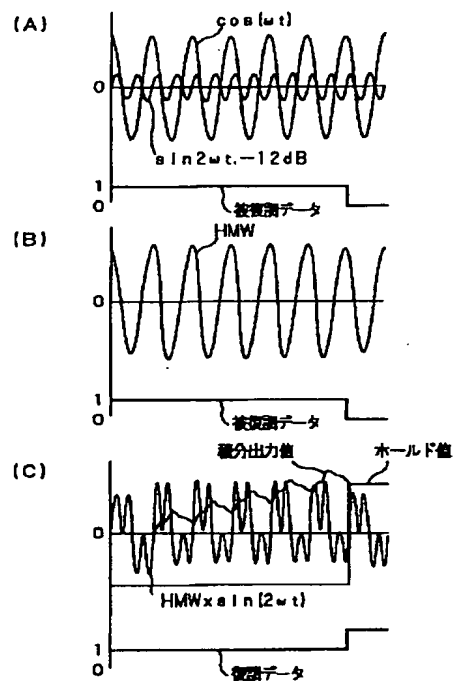 (A)
cos(ωt)
0
sin2ωt.-12dB
1
0
被復調データ
(B)
HMW
0
1
0
被復調データ
(C)
積分出力値
ホールド値
0
HMWxsin(2ωt)
1
0
復調データ